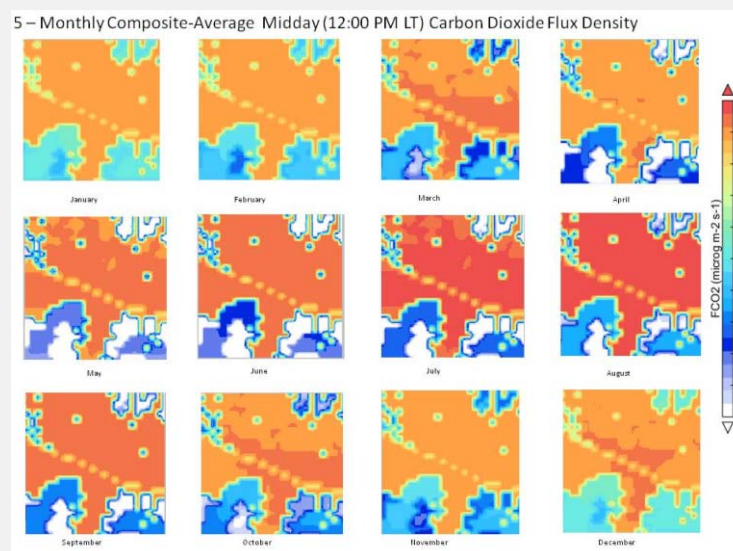 5 – Monthly Composite-Average Midday (12:00 PM LT) Carbon Dioxide Flux Density
January
February
March
April
May
June
July
August
September
October
November
December
FCO2 (microg m-2 s-1)